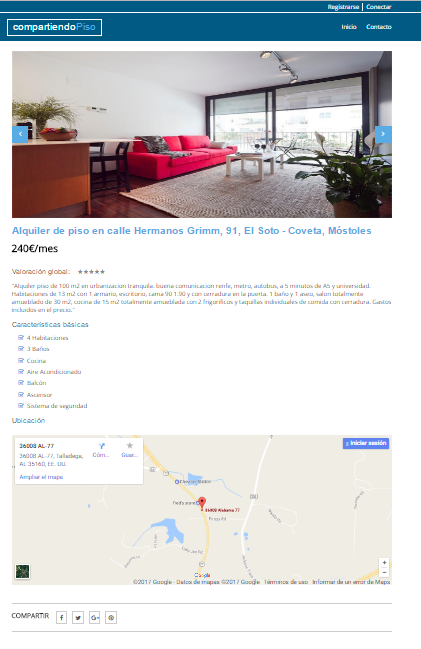 Registrarse | Conectar
compartiendoPiso
Inicio Contacto
Alquiler de piso en calle Hermanos Grimm, 91, El Soto - Coveta, Móstoles
240€/mes
Valoración global: ★★★★★
"Alquiler piso de 100 m2 en urbanizacion tranquila, buena comunicacion renfe, metro, autobus, a 5 minutos de A5 y universidad.
Habitaciones de 13 m2 con 1 armario, escritorio, cama 90 1.90 y con cerradura en la puerta. 1 baño y 1 aseo, salon totalmente
amueblado de 30 m2, cocina de 15 m2 totalmente amueblada con 2 frigorificos y taquillas individuales de comida con cerradura. Gastos
incluidos en el precio."
Características básicas
4 Habitaciones
3 Baños
Cocina
Aire Acondicionado
Balcón
Ascensor
Sistema de seguridad
Ubicación
36008 AL-77
36008 AL-77, Talladega,
AL 35160, EE. UU.
Ampliar el mapa
Cóm...
Guar...
Iniciar sesión
36008 Alabama 77
Google
©2017 Google - Datos de mapas ©2017 Google Términos de uso Informar de un error de Maps
COMPARTIR